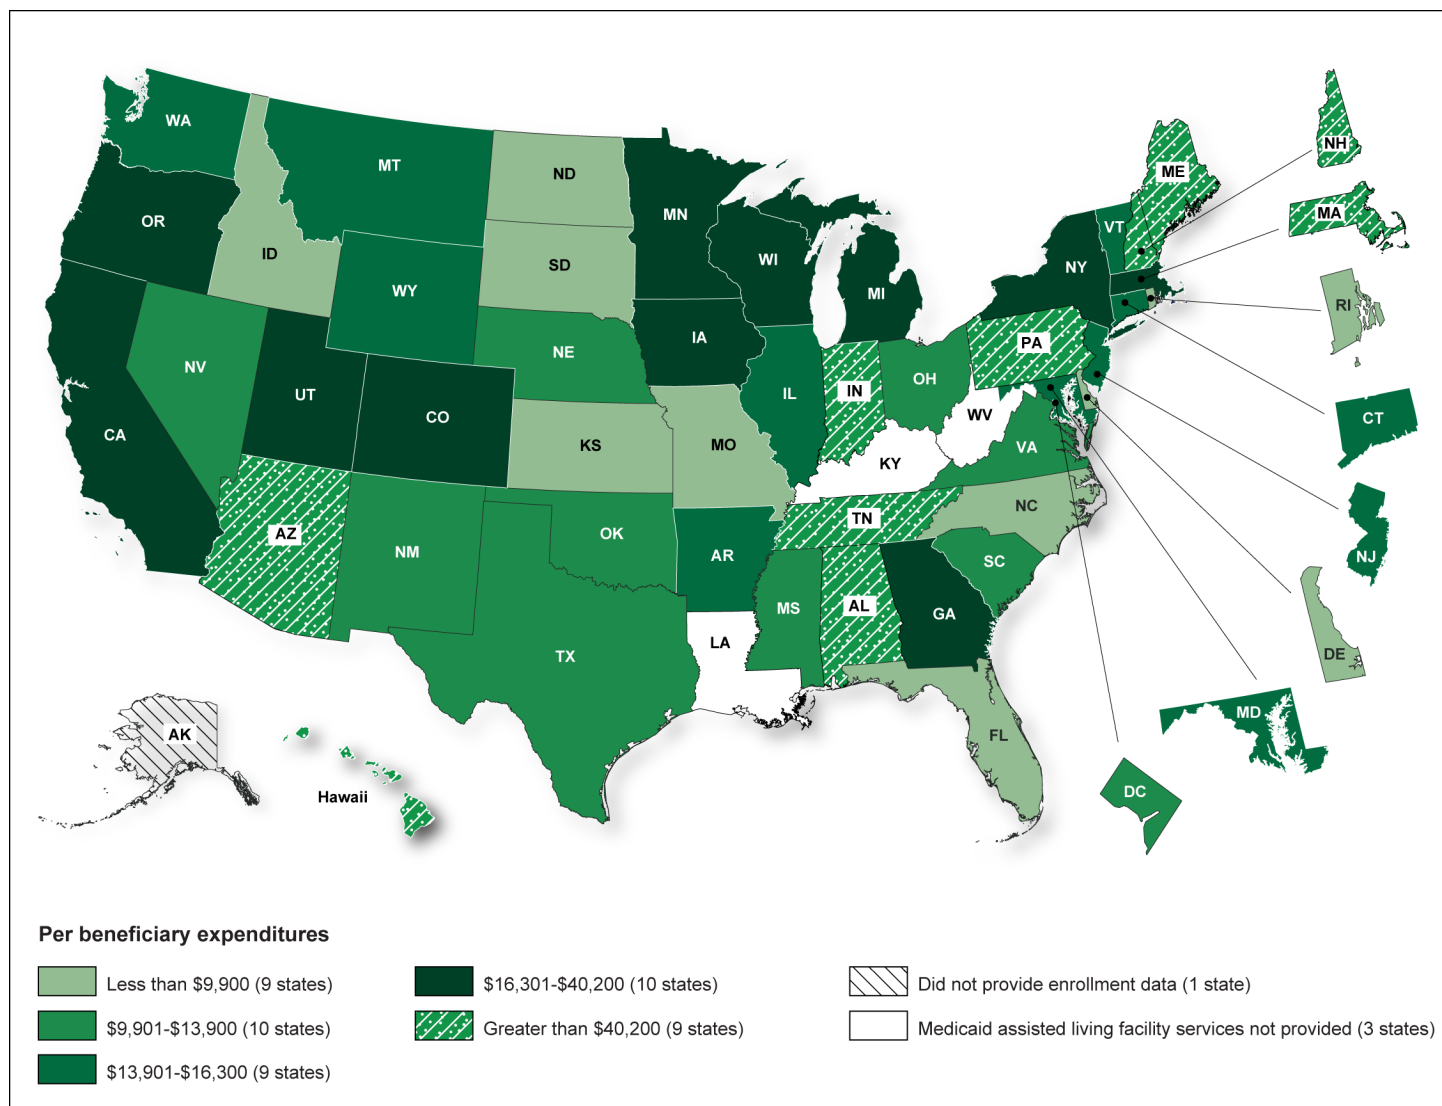 WA
MT
ND
MN
OR
ID
SD
WI
MI
WY
NE
IA
NV
UT
CO
CA
KS
MO
IL
IN
OH
PA
NY
VT
ME
NH
MA
RI
CT
NJ
DE
MD
DC
WV
VA
KY
NC
TN
SC
AZ
NM
OK
AR
MS
AL
GA
LA
TX
FL
AK
Hawaii
Per beneficiary expenditures
Less than $9,900 (9 states)
$9,901-$13,900 (10 states)
$13,901-$16,300 (9 states)
$16,301-$40,200 (10 states)
Greater than $40,200 (9 states)
Did not provide enrollment data (1 state)
Medicaid assisted living facility services not provided (3 states)